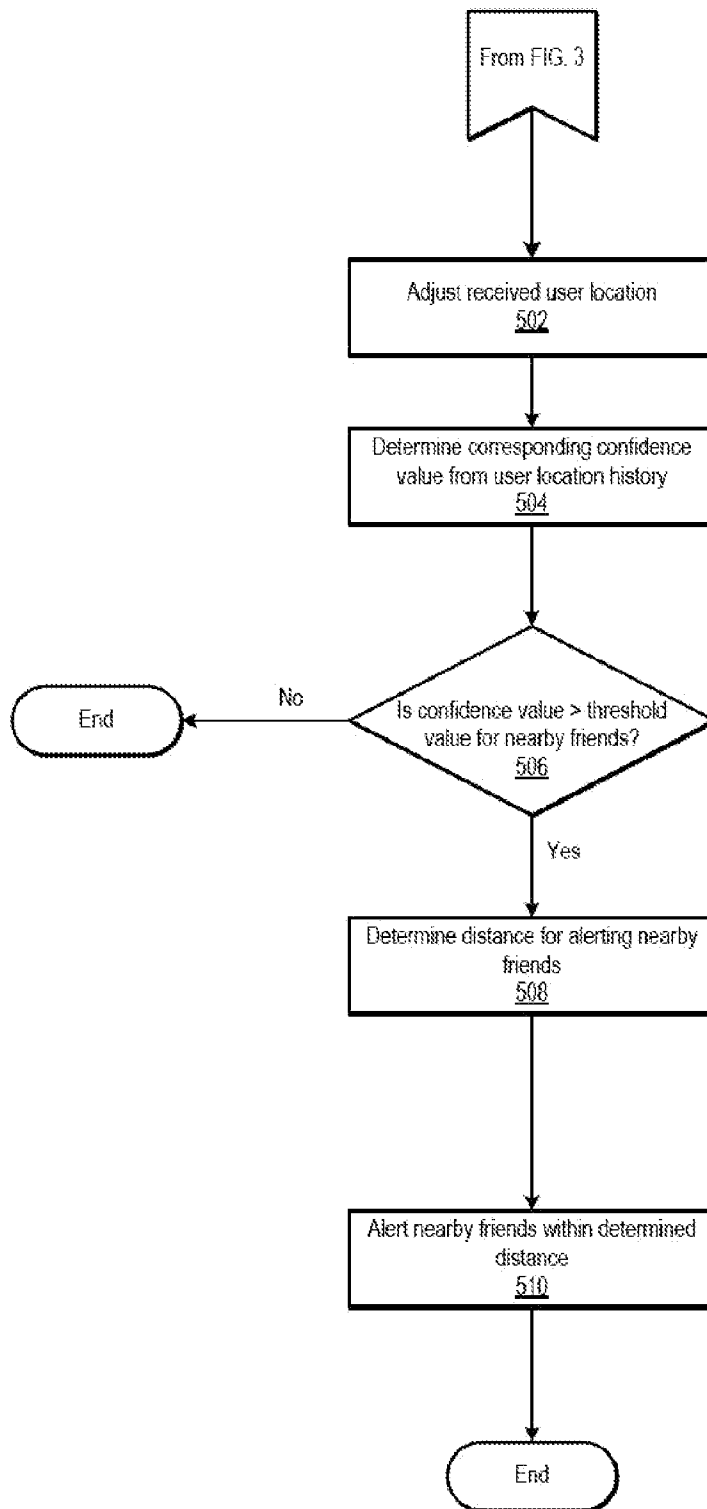 From FIG. 3
Adjust received user location
502
Determine corresponding confidence
value from user location history
504
End
No
Is confidence value > threshold
value for nearby friends?
506
Yes
Determine distance for alerting nearby
friends
508
Alert nearby friends within determined
distance
510
End